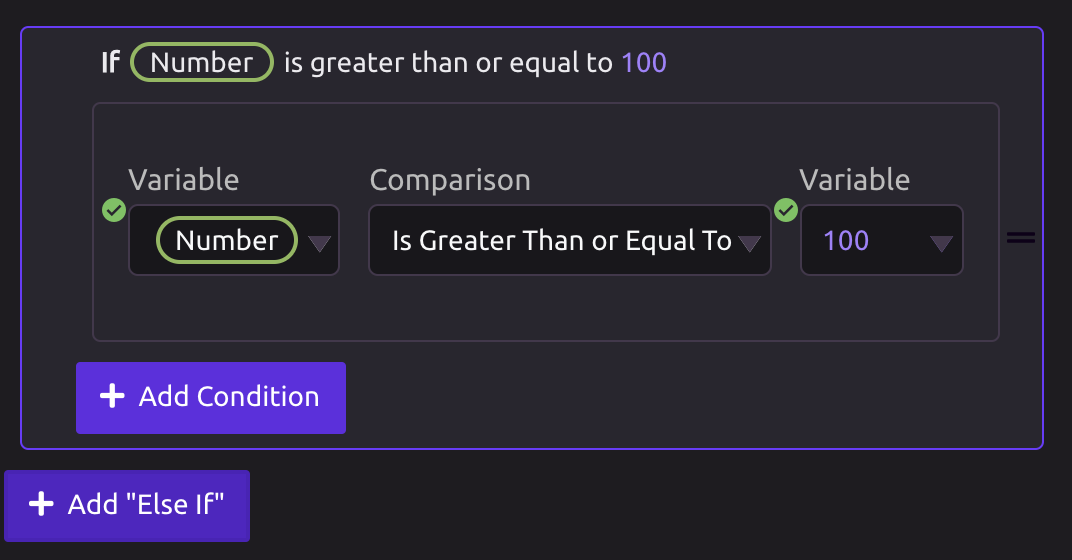 If Number is greater than or equal to 100
Variable Comparison Variable
Number Is Greater Than or Equal To 100
Add Condition
Add "Else If"